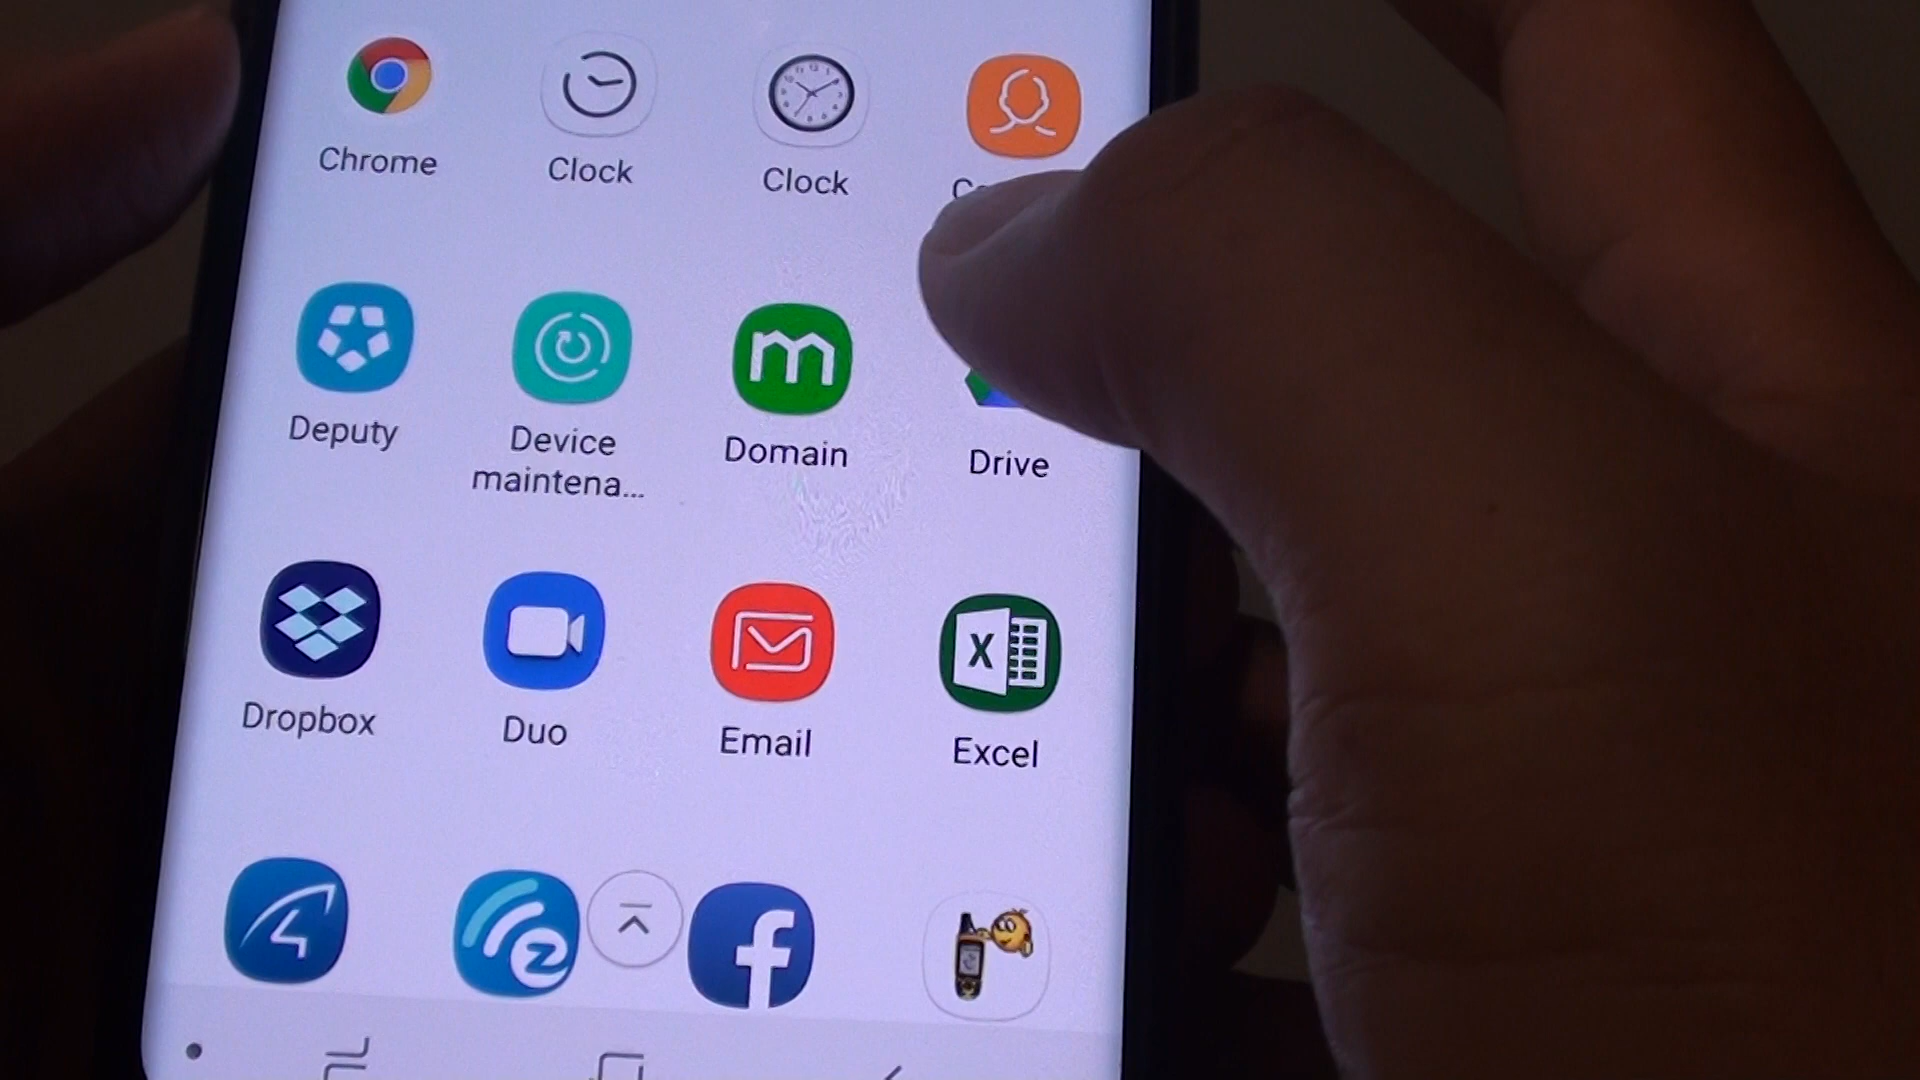 Chrome
Clock
Clock
Deputy
Device
maintena...
Domain
Drive
Dropbox
Duo
Email
Excel